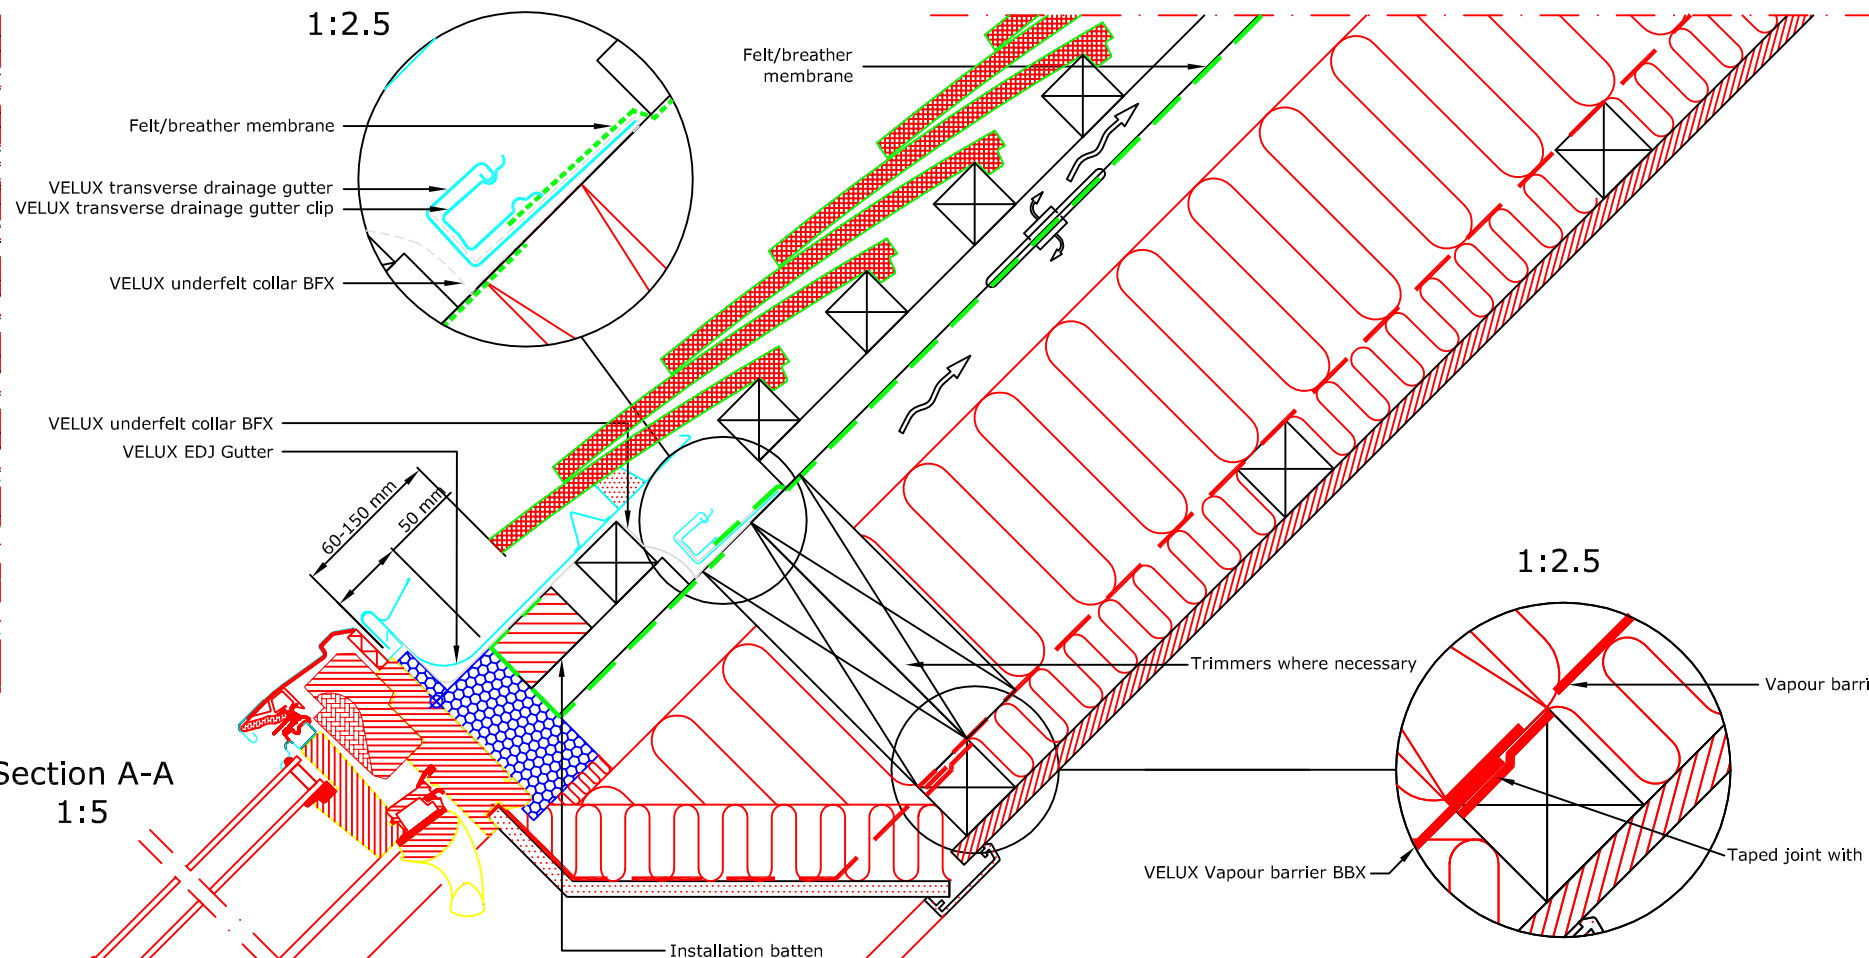 1:2.5
Felt/breather
membrane
Felt/breather membrane
VELUX transverse drainage gutter
VELUX transverse drainage gutter clip
VELUX underfelt collar BFX
VELUX underfelt collar BFX
VELUX EDJ Gutter
60-150 mm
50 mm
1:2.5
Trimmers where necessary
Vapour barri
Section A-A
1:5
Taped joint with
VELUX Vapour barrier BBX
Installation batten